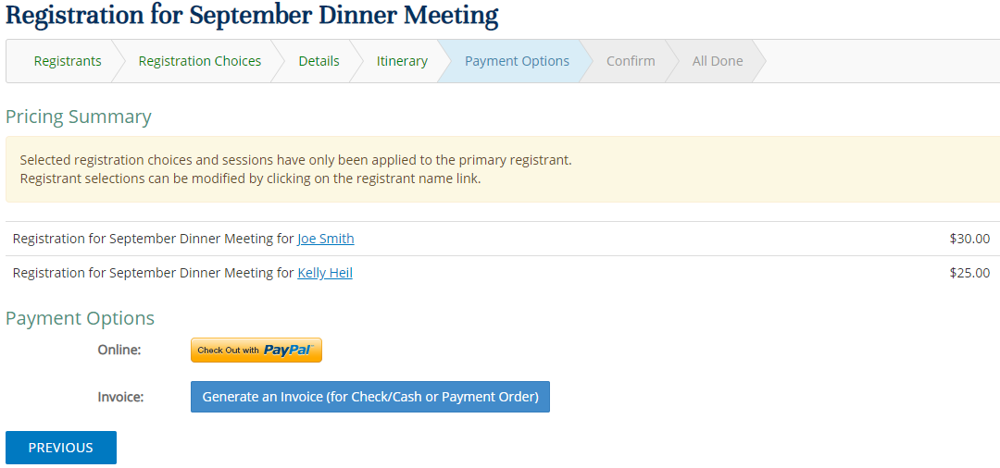 Registration for September Dinner Meeting
Registrants Registration Choices Details Itinerary Payment Options Confirm All Done
Pricing Summary
Selected registration choices and sessions have only been applied to the primary registrant.
Registrant selections can be modified by clicking on the registrant name link.
Registration for September Dinner Meeting for Joe Smith $30.00
Registration for September Dinner Meeting for Kelly Heil $25.00
Payment Options
Online: Check Out with PayPal
Invoice: Generate an Invoice (for Check/Cash or Payment Order)
PREVIOUS